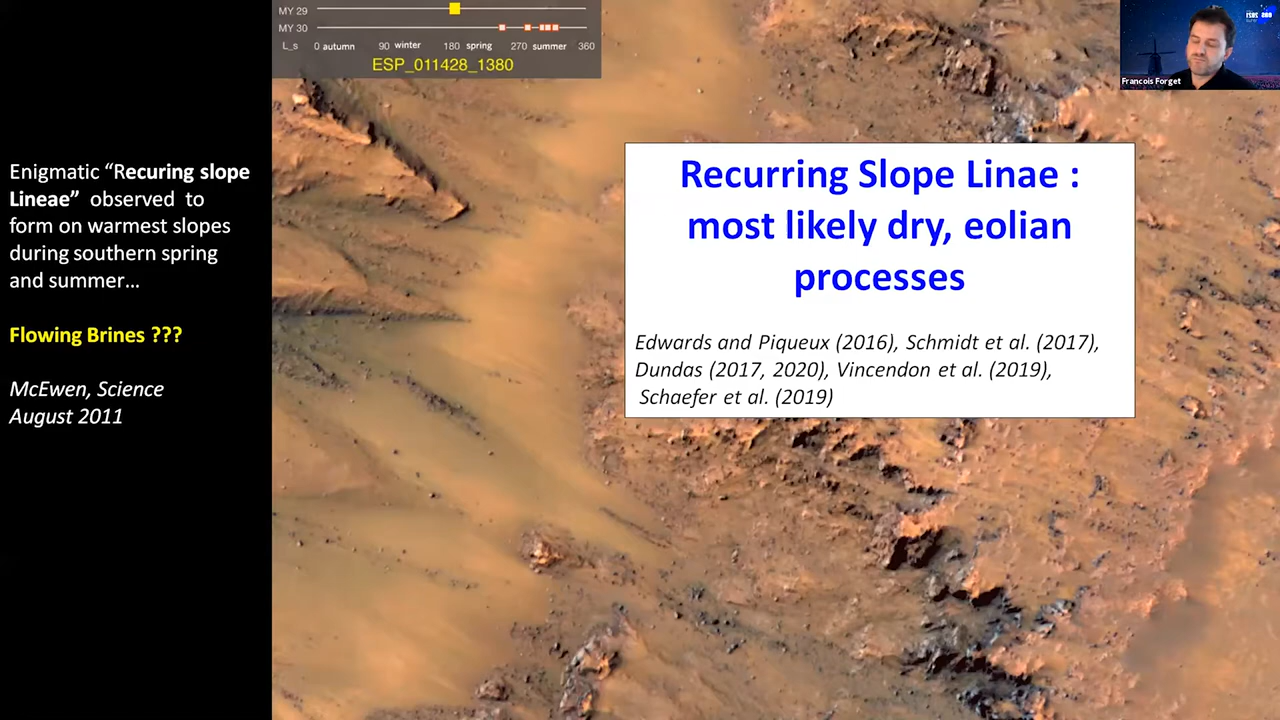 MY 29
MY 30
L_s 0 autumn 90 winter 180 spring 270 summer 360
ESP_011428_1380
Francois Forget
Enigmatic “Recuring slope
Lineae” observed to
form on warmest slopes
during southern spring
and summer…
Flowing Brines ???
McEwen, Science
August 2011
Recurring Slope Linae :
most likely dry, eolian
processes
Edwards and Piqueux (2016), Schmidt et al. (2017),
Dundas (2017, 2020), Vincendon et al. (2019),
Schaefer et al. (2019)